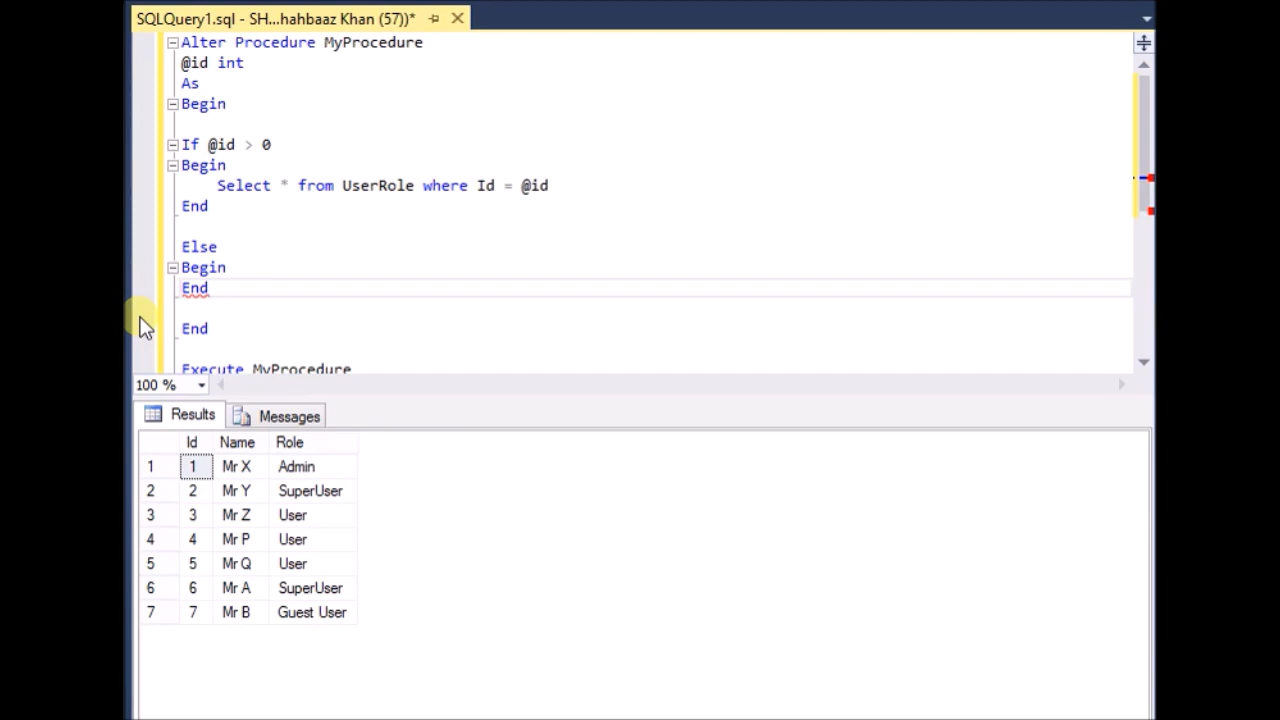 SQLQuery1.sql - SH...hahbaaz Khan (57))*
Alter Procedure MyProcedure
@id int
As
Begin
If @id > 0
Begin
Select * from UserRole where Id = @id
End
Else
Begin
End
End
Execute MyProcedure
100 %
Results Messages
Id Name Role
1 1 Mr X Admin
2 2 Mr Y SuperUser
3 3 Mr Z User
4 4 Mr P User
5 5 Mr Q User
6 6 Mr A SuperUser
7 7 Mr B Guest User